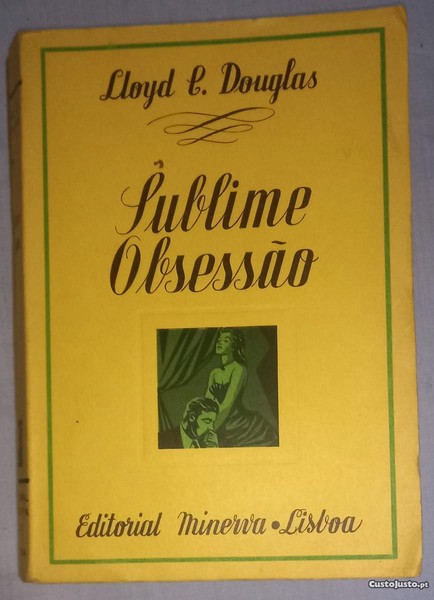 Lloyd C. Douglas
Sublime
Obsessão
Editorial Minerva • Lisboa
CustoJusto.pt